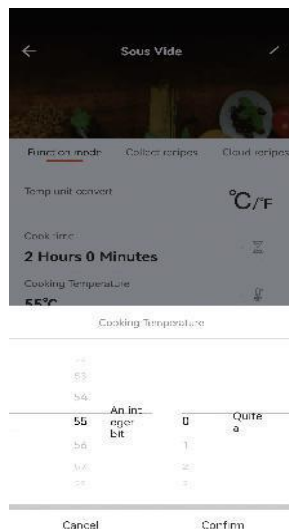 Sous Vide
Function mode Collect recipes Cloud recipes
Temp unit convert
°C/°F
Cook time
2 Hours 0 Minutes
Cooking Temperature
55°C
Cooking Temperature
53
54
55 An int
eger
bit 0 Quite
a
56 1
57 2
Cancel Confirm